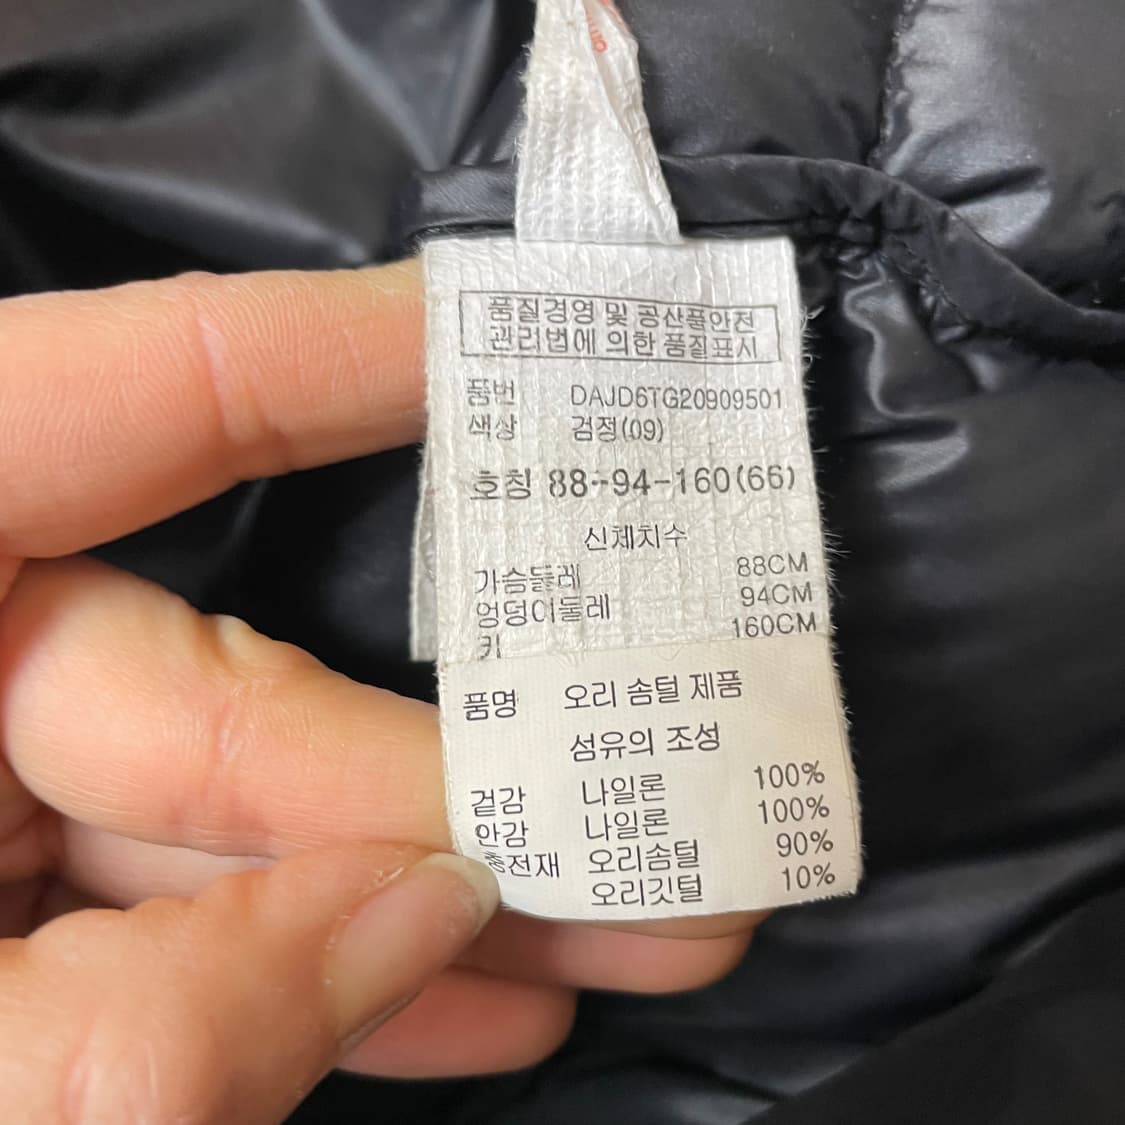 품질경영 및 공산품안전
관리법에 의한 품질표시
품번 DAJD6TG20909501
색상 검정(09)
호칭 88-94-160(66)
신체치수
가슴둘레 88CM
엉덩이둘레 94CM
키 160CM
품명 오리 솜털 제품
섬유의 조성
겉감 나일론 100%
안감 나일론 100%
충전재 오리솜털 90%
오리깃털 10%